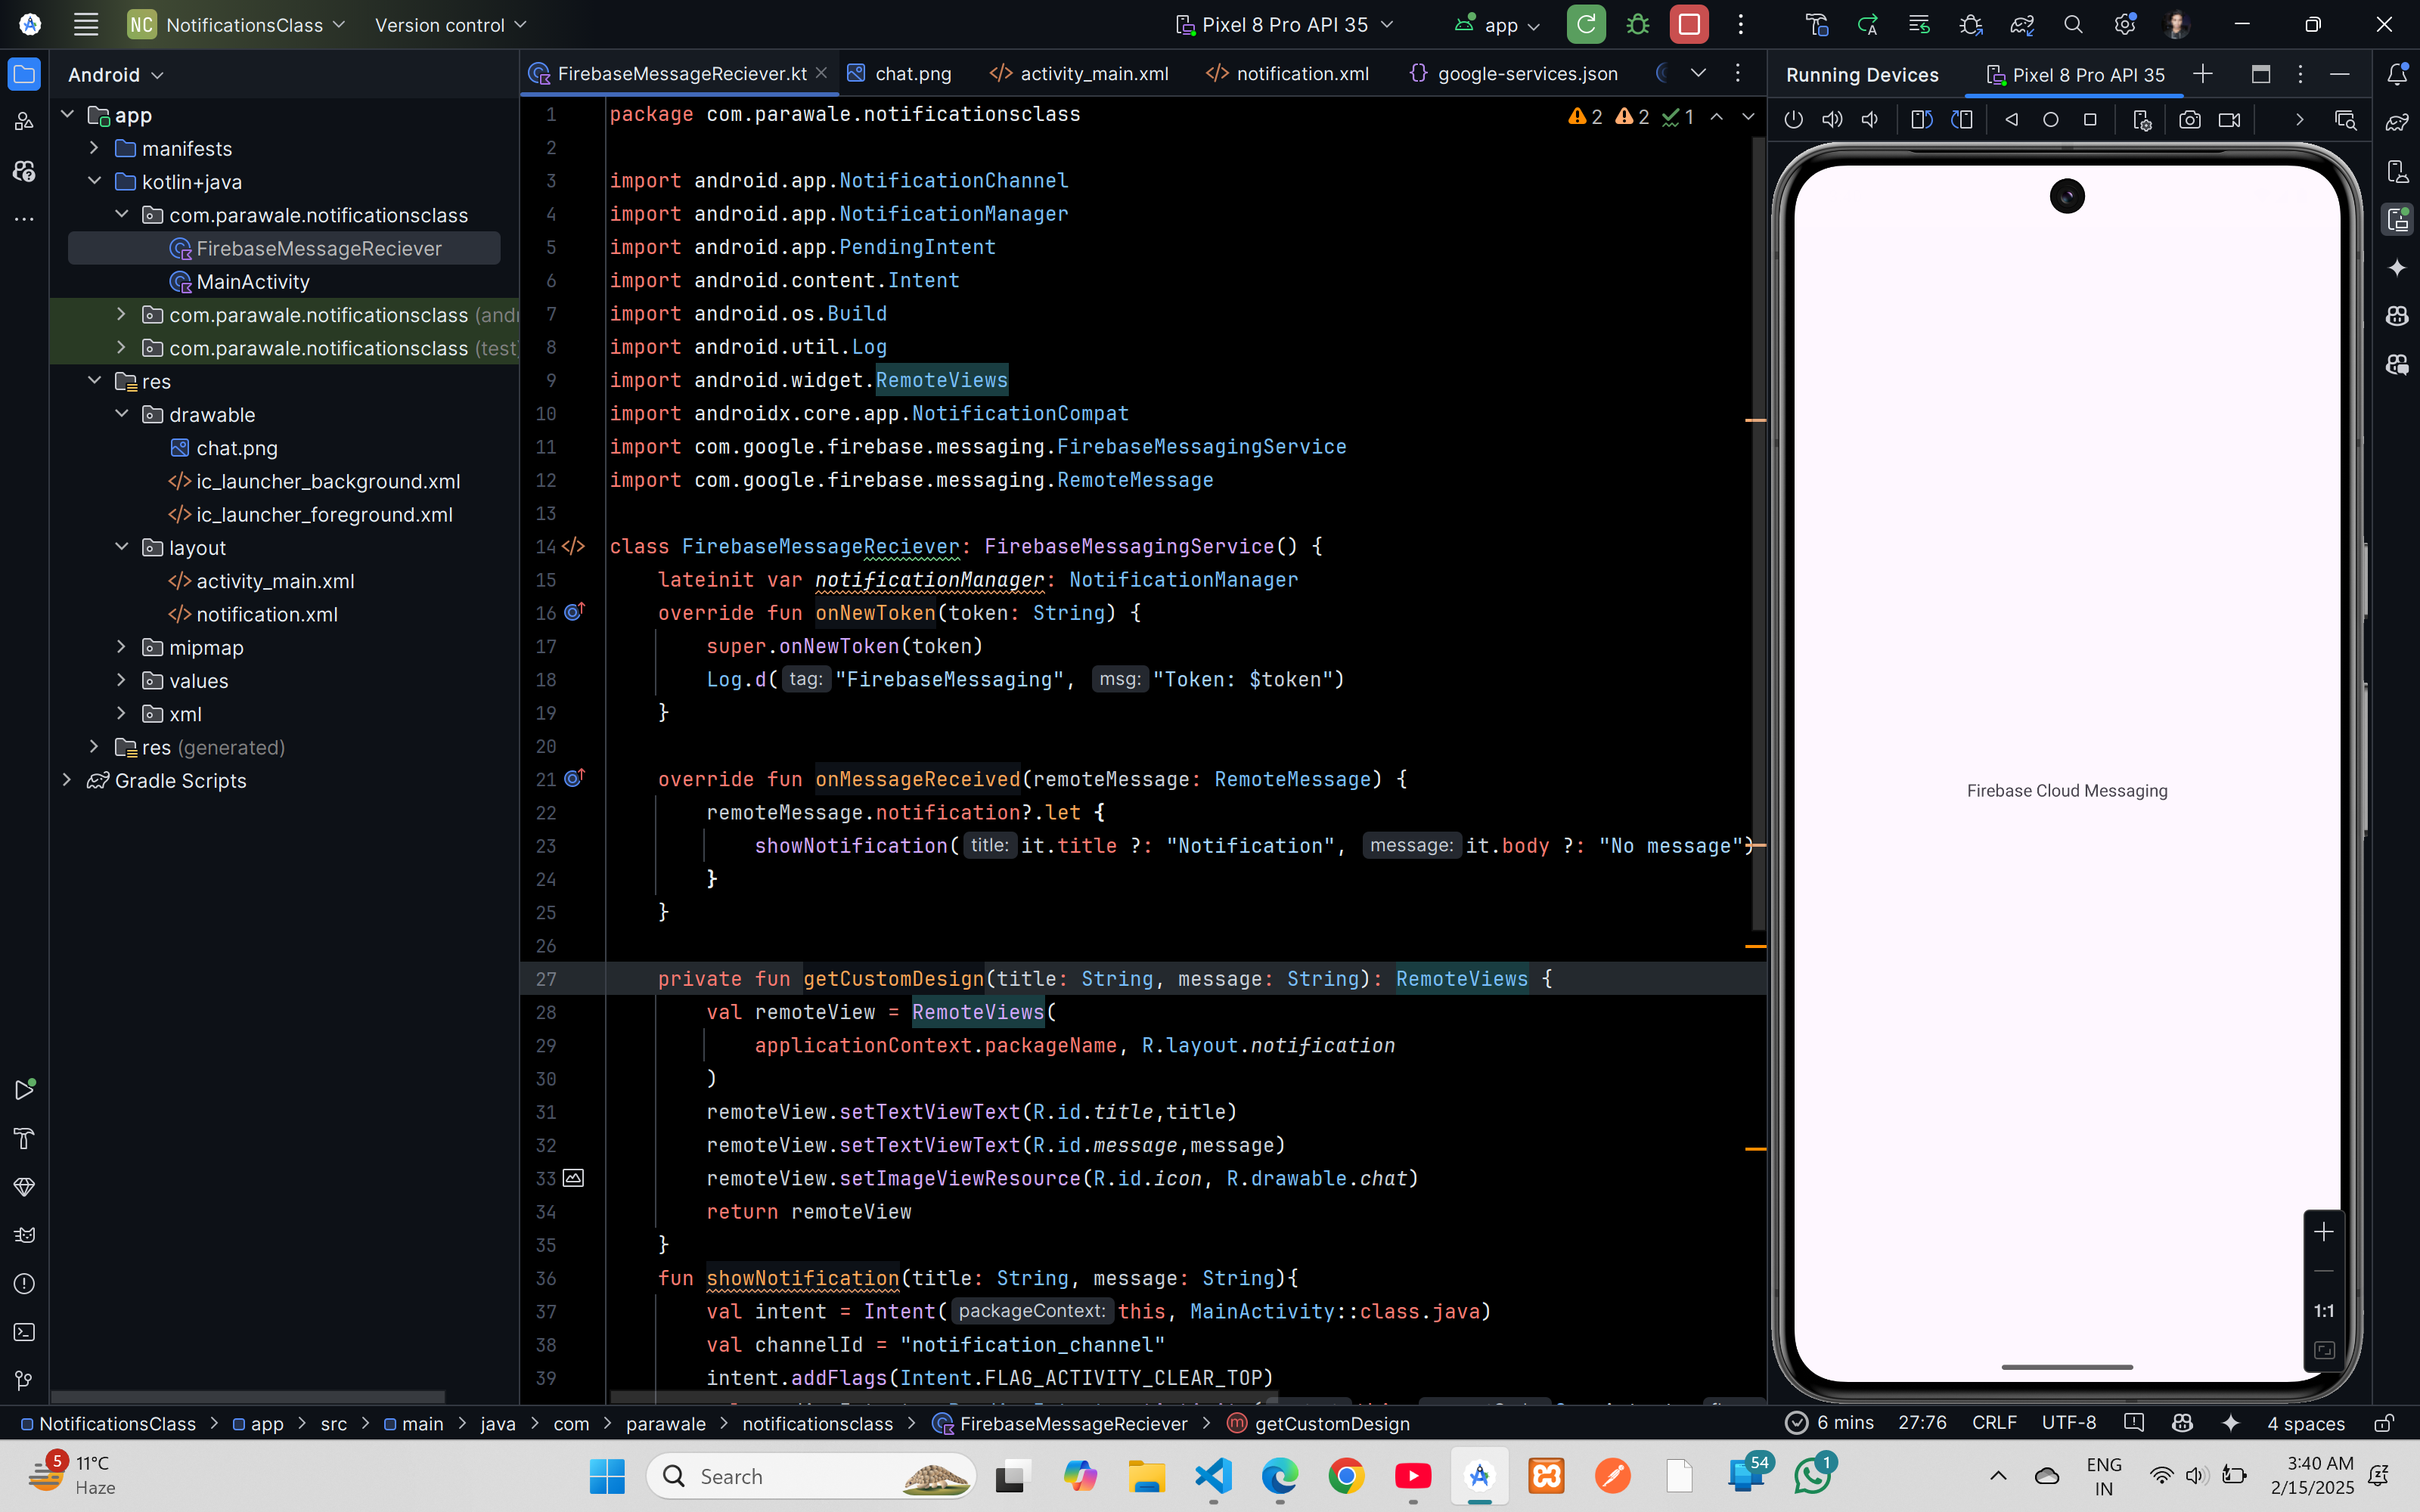 NC NotificationsClass Version control Pixel 8 Pro API 35 app
Android
app
manifests
kotlin+java
com.parawale.notificationsclass
FirebaseMessageReciever
MainActivity
com.parawale.notificationsclass (andr
com.parawale.notificationsclass (test)
res
drawable
chat.png
ic_launcher_background.xml
ic_launcher_foreground.xml
layout
activity_main.xml
notification.xml
mipmap
values
xml
res (generated)
Gradle Scripts
FirebaseMessageReciever.kt chat.png activity_main.xml notification.xml google-services.json
2 2 1
1 package com.parawale.notificationsclass
2
3 import android.app.NotificationChannel
4 import android.app.NotificationManager
5 import android.app.PendingIntent
6 import android.content.Intent
7 import android.os.Build
8 import android.util.Log
9 import android.widget.RemoteViews
10 import androidx.core.app.NotificationCompat
11 import com.google.firebase.messaging.FirebaseMessagingService
12 import com.google.firebase.messaging.RemoteMessage
13
14 class FirebaseMessageReciever: FirebaseMessagingService() {
15 lateinit var notificationManager: NotificationManager
16 override fun onNewToken(token: String) {
17 super.onNewToken(token)
18 Log.d( tag: "FirebaseMessaging", msg: "Token: $token")
19 }
20
21 override fun onMessageReceived(remoteMessage: RemoteMessage) {
22 remoteMessage.notification?.let {
23 showNotification( title: it.title ?: "Notification", message: it.body ?: "No message")
24 }
25 }
26
27 private fun getCustomDesign(title: String, message: String): RemoteViews {
28 val remoteView = RemoteViews(
29 applicationContext.packageName, R.layout.notification
30 )
31 remoteView.setTextViewText(R.id.title,title)
32 remoteView.setTextViewText(R.id.message,message)
33 remoteView.setImageViewResource(R.id.icon, R.drawable.chat)
34 return remoteView
35 }
36 fun showNotification(title: String, message: String){
37 val intent = Intent( packageContext: this, MainActivity::class.java)
38 val channelId = "notification_channel"
39 intent.addFlags(Intent.FLAG_ACTIVITY_CLEAR_TOP)
Running Devices Pixel 8 Pro API 35
Firebase Cloud Messaging
1:1
NotificationsClass > app > src > main > java > com > parawale > notificationsclass > FirebaseMessageReciever > getCustomDesign
6 mins 27:76 CRLF UTF-8 4 spaces
5
11°C
Haze
Search
54
1
ENG
IN
3:40 AM
2/15/2025